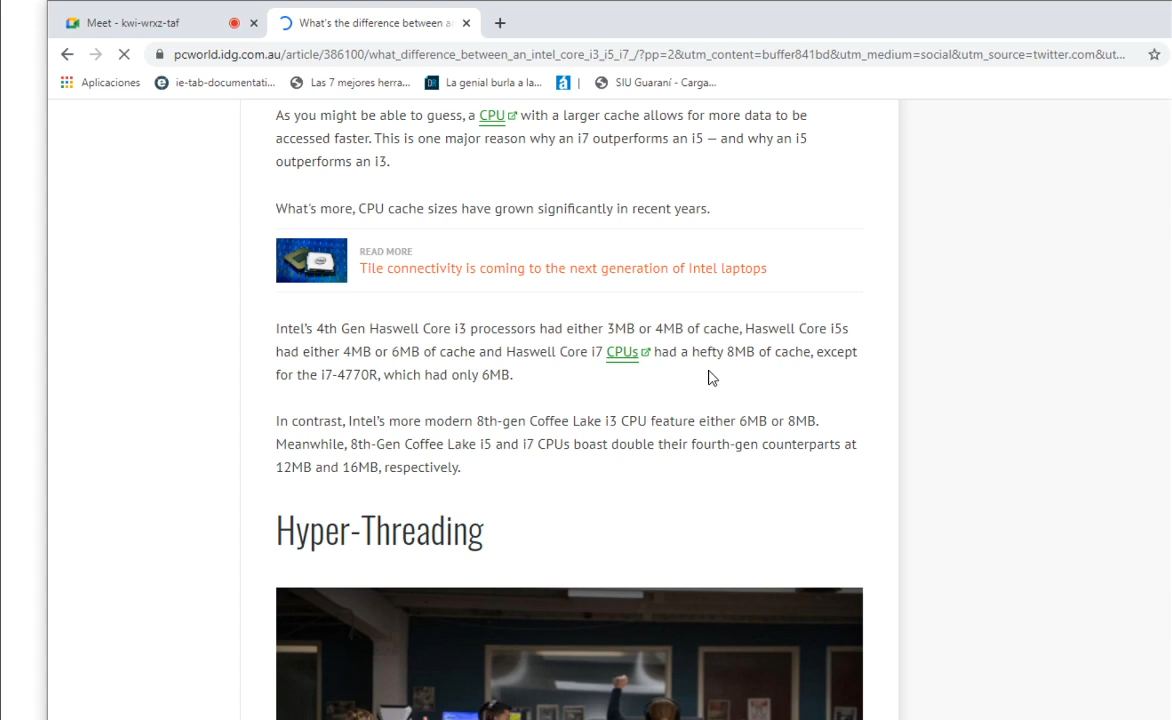 Meet - kwi-wrxz-taf
What's the difference between a
pcworld.idg.com.au/article/386100/what_difference_between_an_intel_core_i3_i5_i7_/?pp=2&utm_content=buffer841bd&utm_medium=social&utm_source=twitter.com&ut...
Aplicaciones ie-tab-documentati... Las 7 mejores herra... La genial burla a la... | SIU Guaraní - Carga...
As you might be able to guess, a CPU with a larger cache allows for more data to be
accessed faster. This is one major reason why an i7 outperforms an i5 — and why an i5
outperforms an i3.
What's more, CPU cache sizes have grown significantly in recent years.
READ MORE
TIle connectivity is coming to the next generation of Intel laptops
Intel's 4th Gen Haswell Core i3 processors had either 3MB or 4MB of cache, Haswell Core i5s
had either 4MB or 6MB of cache and Haswell Core i7 CPUs had a hefty 8MB of cache, except
for the i7-4770R, which had only 6MB.
In contrast, Intel's more modern 8th-gen Coffee Lake i3 CPU feature either 6MB or 8MB.
Meanwhile, 8th-Gen Coffee Lake i5 and i7 CPUs boast double their fourth-gen counterparts at
12MB and 16MB, respectively.
Hyper-Threading